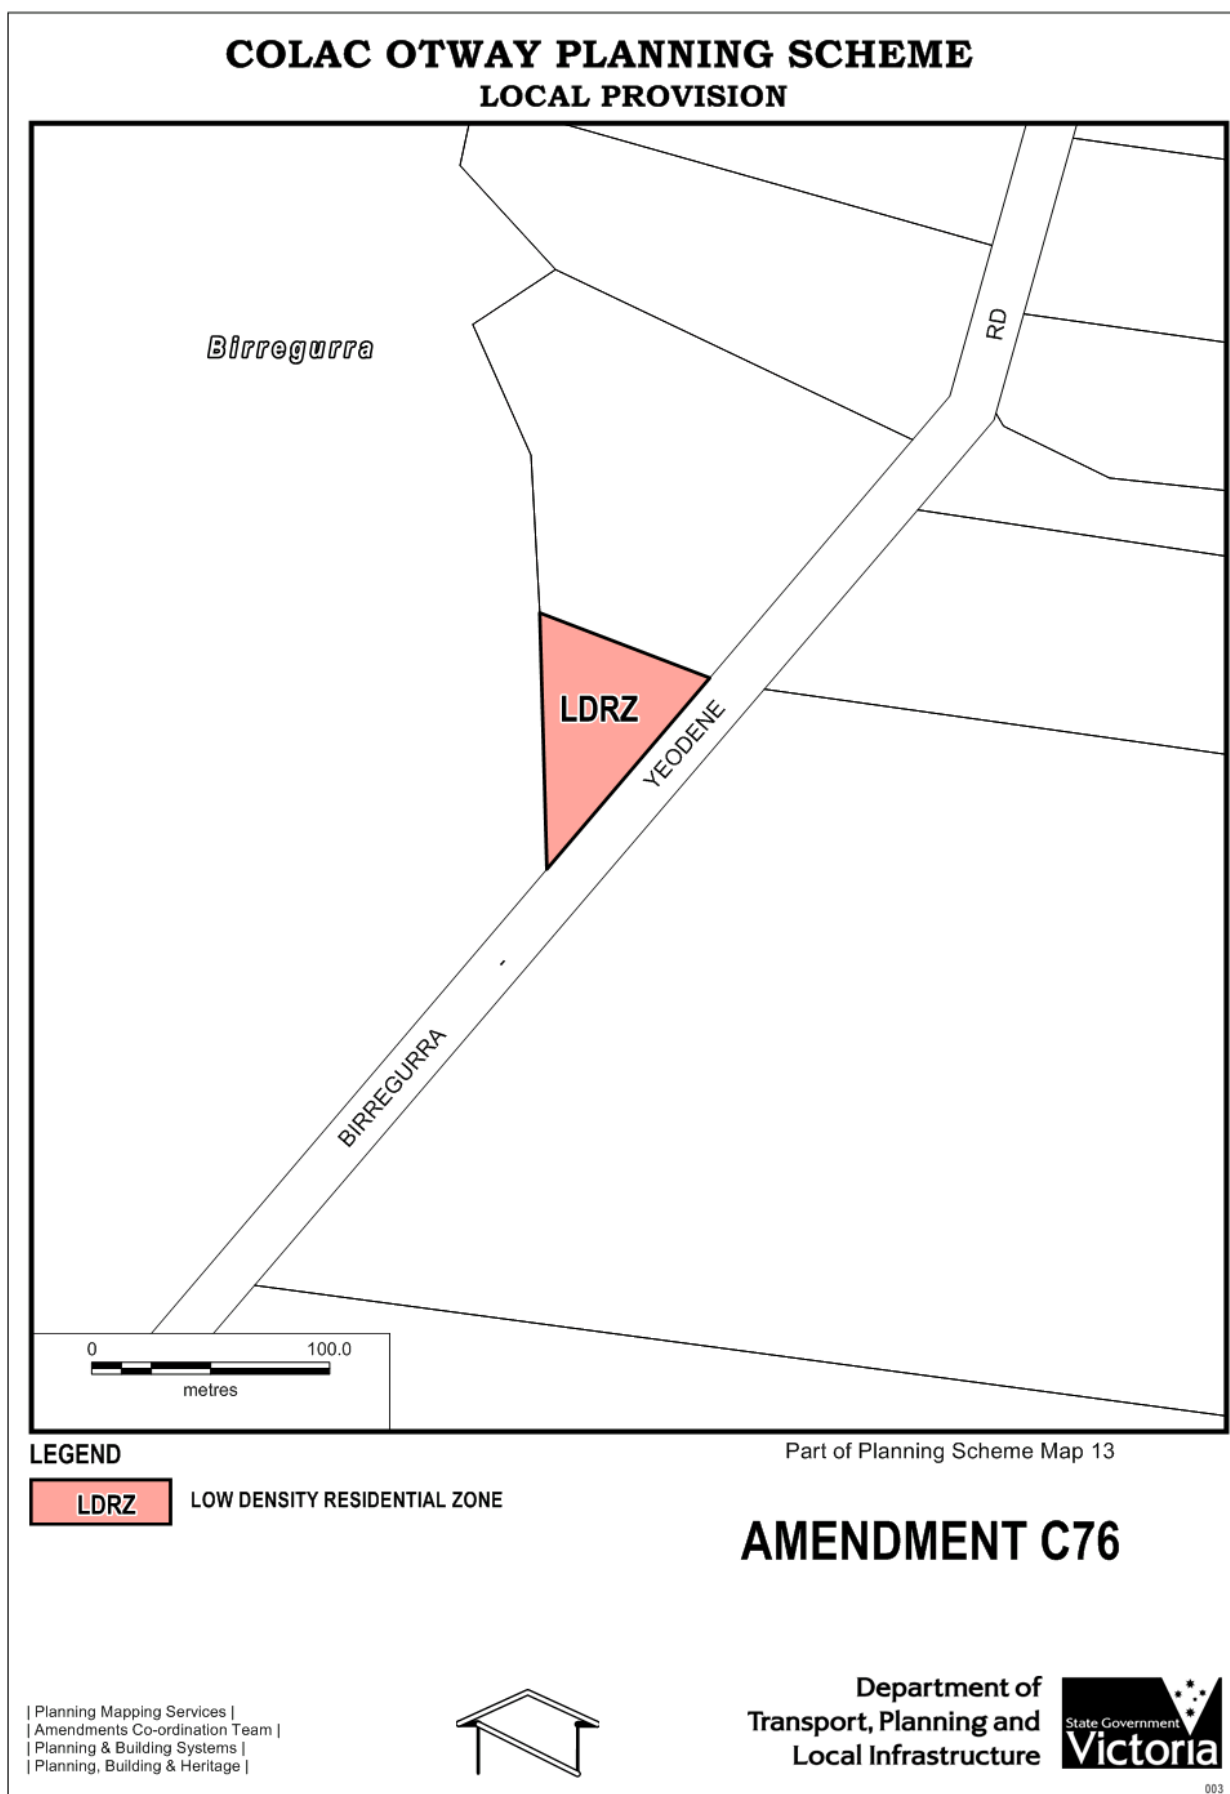 COLAC OTWAY PLANNING SCHEME
LOCAL PROVISION
RD
Birregurra
LDRZ
YEODENE
-
BIRREGURRA
0 100.0
metres
LEGEND
Part of Planning Scheme Map 13
LDRZ LOW DENSITY RESIDENTIAL ZONE
AMENDMENT C76
| Planning Mapping Services |
| Amendments Co-ordination Team |
| Planning & Building Systems |
| Planning, Building & Heritage |
Department of
Transport, Planning and
Local Infrastructure
State Government
Victoria
003